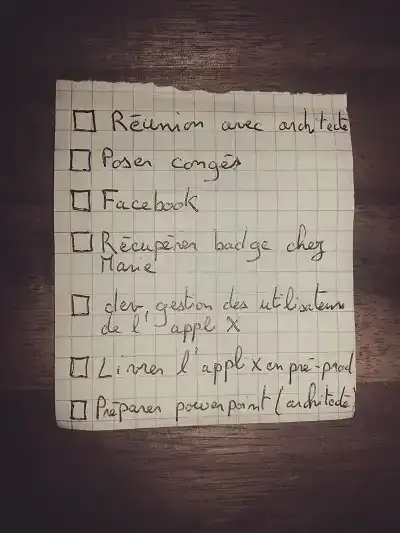 Réunion avec architecte
Poser congés
Facebook
Récupérer badge chez
Marie
dev, gestion des utilisateurs
de l'appl X
Livrer l'appl X en pré-prod
Préparer powerpoint (architecte)